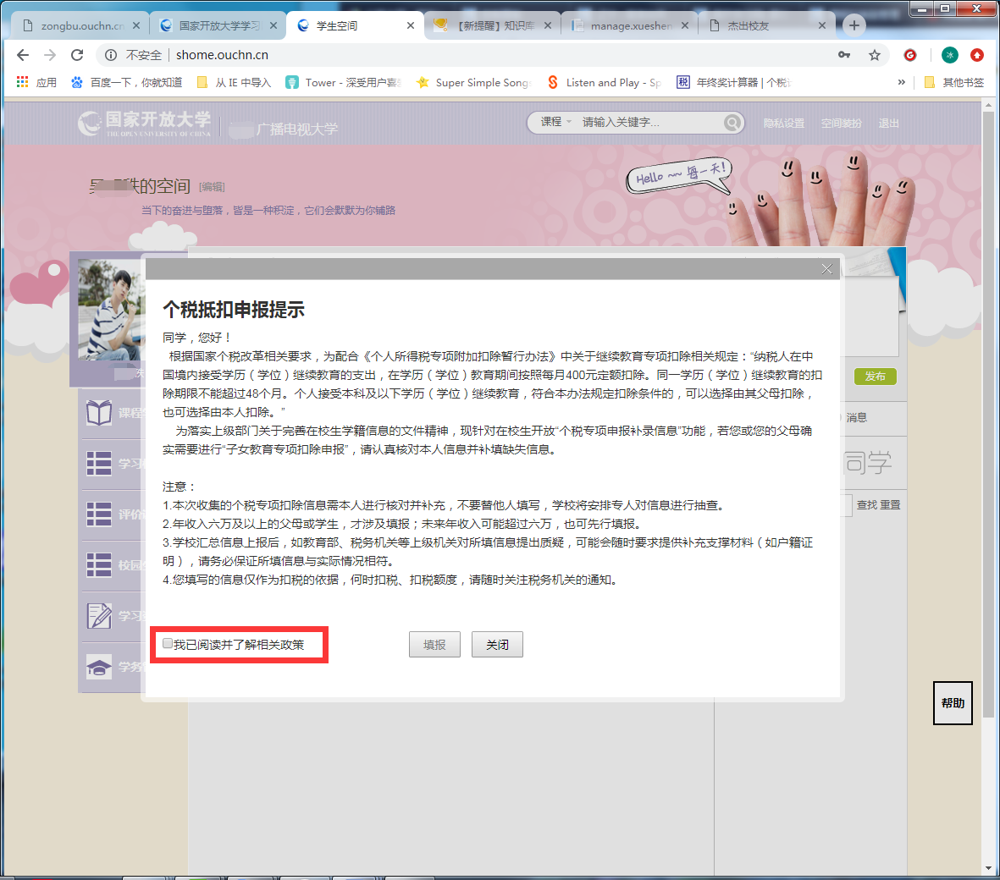 zongbu.ouchn.cn
国家开放大学学习
学生空间
【新提醒】知识库
manage.xueshen
杰出校友
不安全
shome.ouchn.cn
应用
百度一下，你就知道
从 IE 中导入
Tower - 深受用户喜
Super Simple Song
Listen and Play - Sp
年终奖计算器 | 个税
»
其他书签
国家开放大学
THE OPEN UNIVERSITY OF CHINA
广播电视大学
课程
请输入关键字...
隐私设置
空间装扮
退出
的空间
[编辑]
当下的奋进与堕落，皆是一种积淀，它们会默默为你铺路
Hello ~~ 每一天!
个税抵扣申报提示
同学，您好！
根据国家个税改革相关要求，为配合《个人所得税专项附加扣除暂行办法》中关于继续教育专项扣除相关规定：“纳税人在中
国境内接受学历（学位）继续教育的支出，在学历（学位）教育期间按照每月400元定额扣除。同一学历（学位）继续教育的扣
除期限不能超过48个月。个人接受本科及以下学历（学位）继续教育，符合本办法规定扣除条件的，可以选择由其父母扣除，
也可选择由本人扣除。”
为落实上级部门关于完善在校生学籍信息的文件精神，现针对在校生开放“个税专项申报补录信息”功能，若您或您的父母确
实需要进行“子女教育专项扣除申报”，请认真核对本人信息并补填缺失信息。
注意：
1.本次收集的个税专项扣除信息需本人进行核对并补充，不要替他人填写，学校将安排专人对信息进行抽查。
2.年收入六万及以上的父母或学生，才涉及填报；未来年收入可能超过六万，也可先行填报。
3.学校汇总信息上报后，如教育部、税务机关等上级机关对所填信息提出质疑，可能会随时要求提供补充支撑材料（如户籍证
明），请务必保证所填信息与实际情况相符。
4.您填写的信息仅作为扣税的依据，何时扣税、扣税额度，请随时关注税务机关的通知。
我已阅读并了解相关政策
填报
关闭
课程
学习
评价
校园
学习
学务
发布
消息
同学
查找 重置
帮助